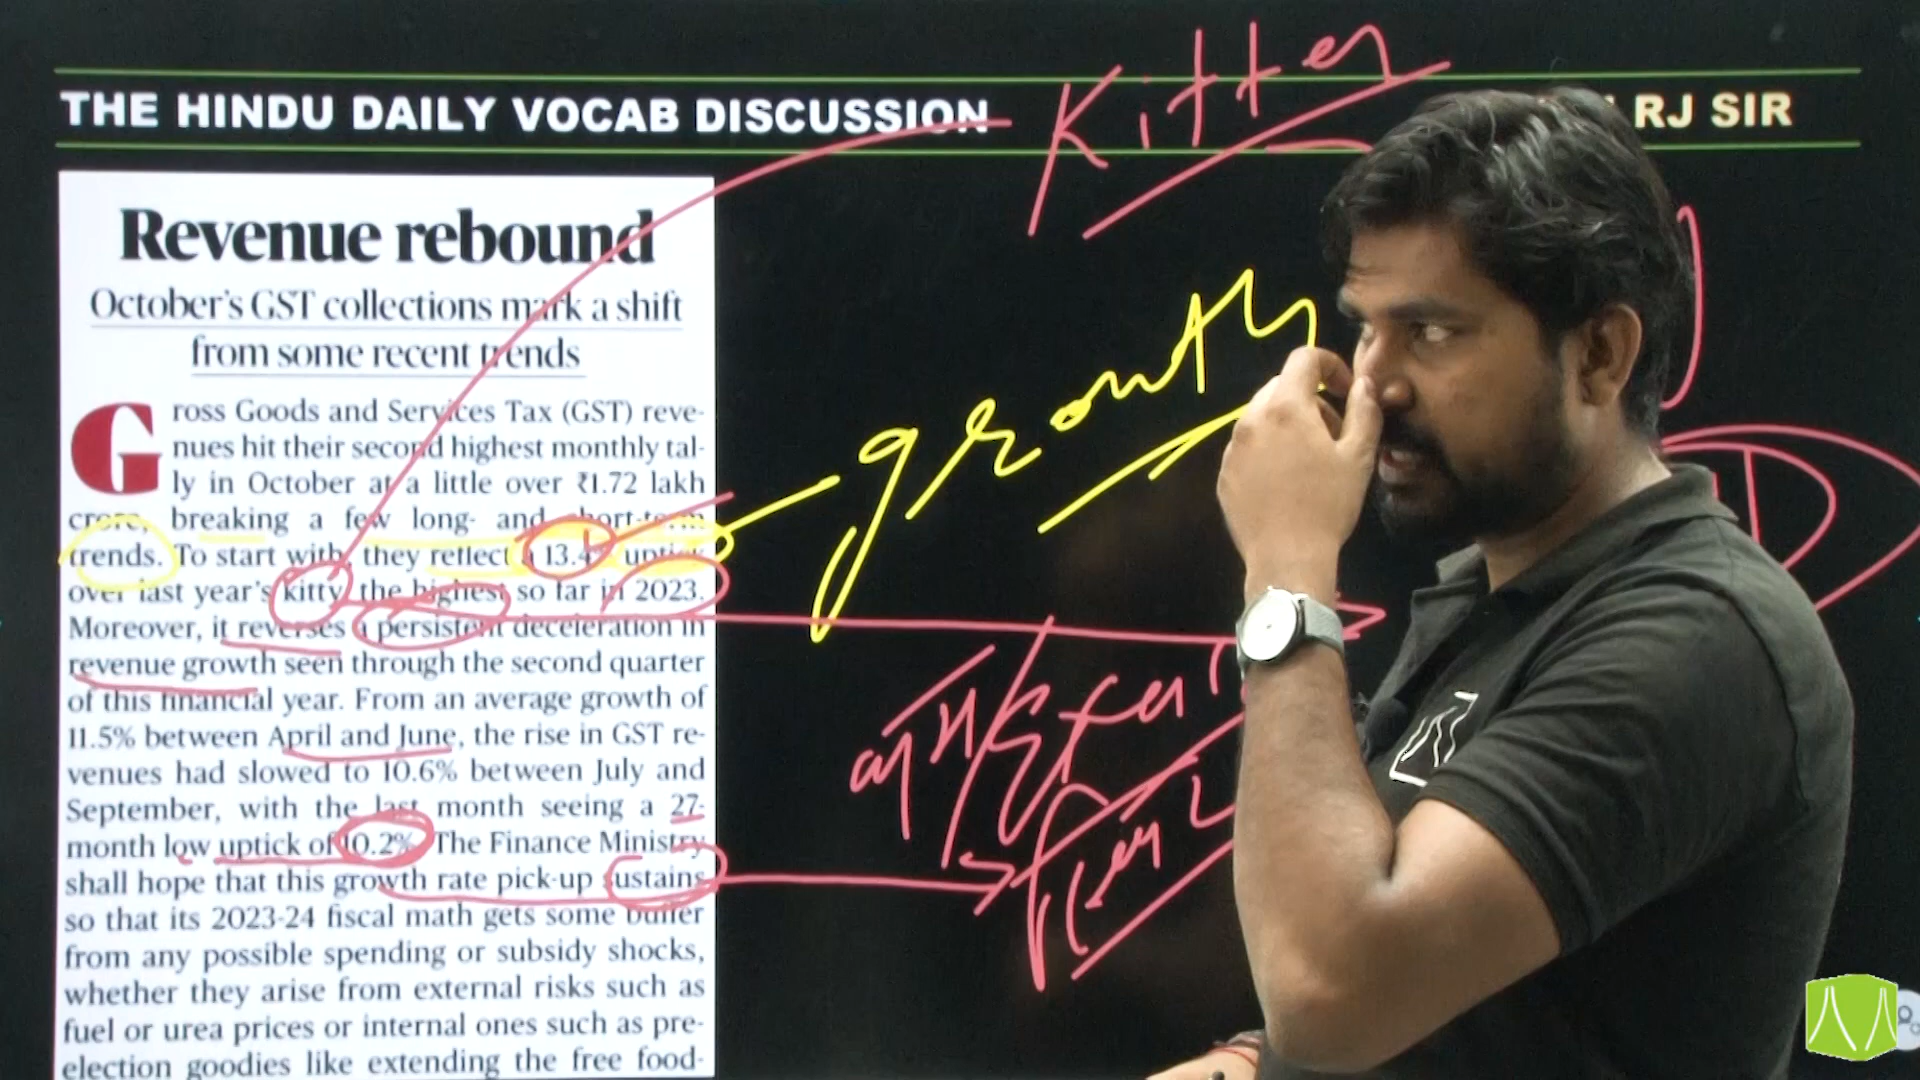 THE HINDU DAILY VOCAB DISCUSSION RJ SIR
Kitter
Revenue rebound
October's GST collections mark a shift
from some recent trends
Gross Goods and Services Tax (GST) reve-
nues hit their second highest monthly tal-
ly in October at a little over ₹1.72 lakh
crore, breaking a few long- and short-term
trends. To start with, they reflect a 13.4% uptick
over last year's kitty, the highest so far in 2023.
Moreover, it reverses a persistent deceleration in
revenue growth seen through the second quarter
of this financial year. From an average growth of
11.5% between April and June, the rise in GST re-
venues had slowed to 10.6% between July and
September, with the last month seeing a 27-
month low uptick of 10.2%. The Finance Ministry
shall hope that this growth rate pick-up sustains
so that its 2023-24 fiscal math gets some buffer
from any possible spending or subsidy shocks,
whether they arise from external risks such as
fuel or urea prices or internal ones such as pre-
election goodies like extending the free food-
growth